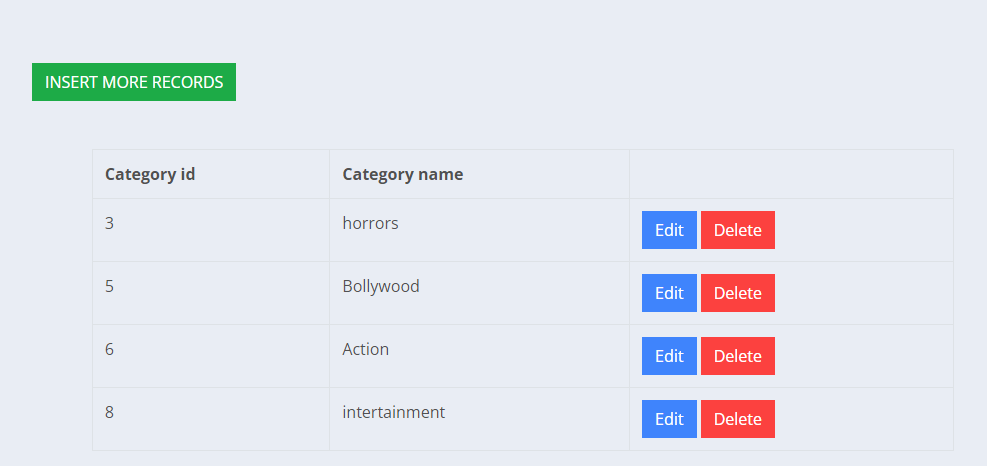 INSERT MORE RECORDS
Category id Category name
3 horrors Edit Delete
5 Bollywood Edit Delete
6 Action Edit Delete
8 intertainment Edit Delete